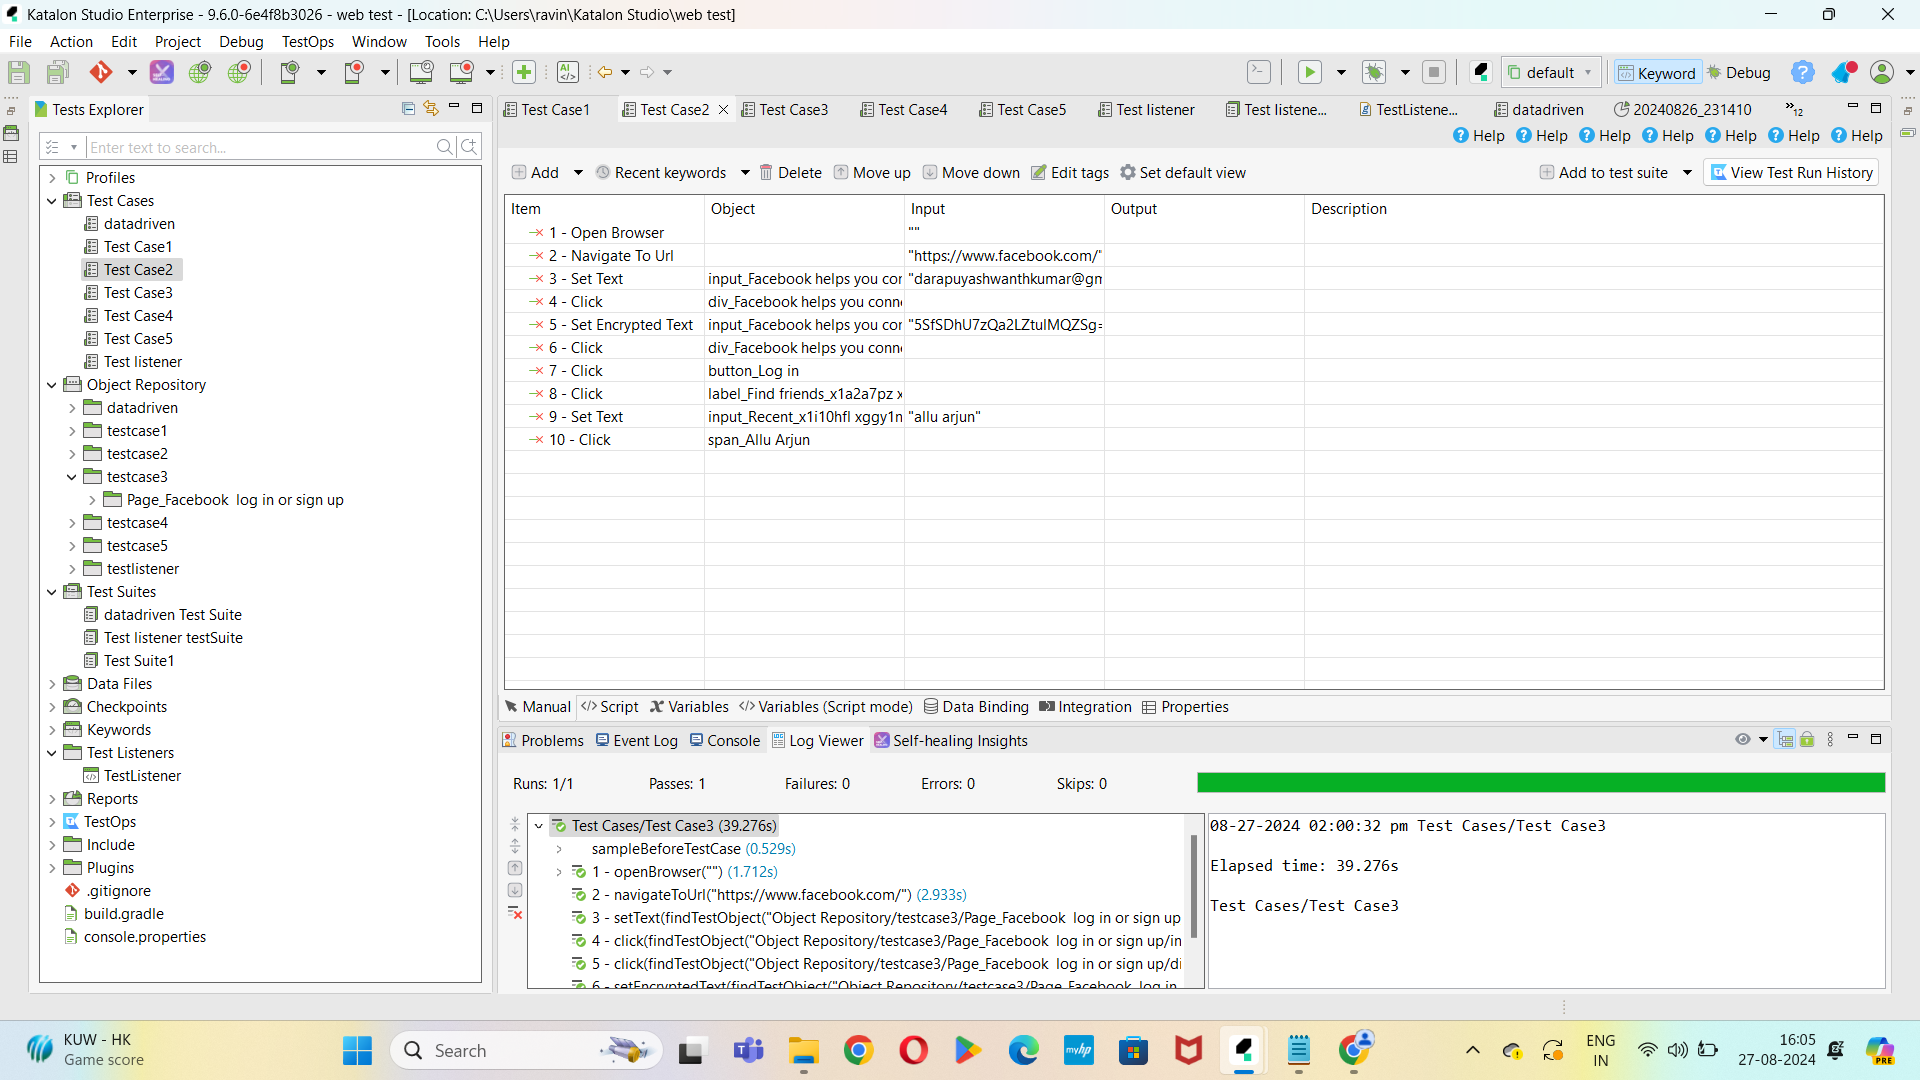 Katalon Studio Enterprise - 9.6.0-6e4f8b3026 - web test - [Location: C:\Users\ravin\Katalon Studio\web test]
File Action Edit Project Debug TestOps Window Tools Help
default Keyword Debug
Tests Explorer
Enter text to search...
Profiles
Test Cases
datadriven
Test Case1
Test Case2
Test Case3
Test Case4
Test Case5
Test listener
Object Repository
datadriven
testcase1
testcase2
testcase3
Page_Facebook log in or sign up
testcase4
testcase5
testlistener
Test Suites
datadriven Test Suite
Test listener testSuite
Test Suite1
Data Files
Checkpoints
Keywords
Test Listeners
TestListener
Reports
TestOps
Include
Plugins
.gitignore
build.gradle
console.properties
Test Case1 Test Case2 Test Case3 Test Case4 Test Case5 Test listener Test listene... TestListene... datadriven 20240826_231410 »12
Help Help Help Help Help Help Help
Add Recent keywords Delete Move up Move down Edit tags Set default view Add to test suite View Test Run History
Item Object Input Output Description
1 - Open Browser ""
2 - Navigate To Url "https://www.facebook.com/"
3 - Set Text input_Facebook helps you cor "darapuyashwanthkumar@gm
4 - Click div_Facebook helps you conn
5 - Set Encrypted Text input_Facebook helps you cor "5SfSDhU7zQa2LZtulMQZSg=
6 - Click div_Facebook helps you conn
7 - Click button_Log in
8 - Click label_Find friends_x1a2a7pz x
9 - Set Text input_Recent_x1i10hfl xggy1n "allu arjun"
10 - Click span_Allu Arjun
Manual Script Variables Variables (Script mode) Data Binding Integration Properties
Problems Event Log Console Log Viewer Self-healing Insights
Runs: 1/1 Passes: 1 Failures: 0 Errors: 0 Skips: 0
Test Cases/Test Case3 (39.276s)
sampleBeforeTestCase (0.529s)
1 - openBrowser("") (1.712s)
2 - navigateToUrl("https://www.facebook.com/") (2.933s)
3 - setText(findTestObject("Object Repository/testcase3/Page_Facebook log in or sign up
4 - click(findTestObject("Object Repository/testcase3/Page_Facebook log in or sign up/in
5 - click(findTestObject("Object Repository/testcase3/Page_Facebook log in or sign up/di
6 - setEncryptedText(findTestObject("Object Repository/testcase3/Page_Facebook log in
08-27-2024 02:00:32 pm Test Cases/Test Case3
Elapsed time: 39.276s
Test Cases/Test Case3
KUW - HK
Game score
Search
myhp
ENG
IN
16:05
27-08-2024
PRE